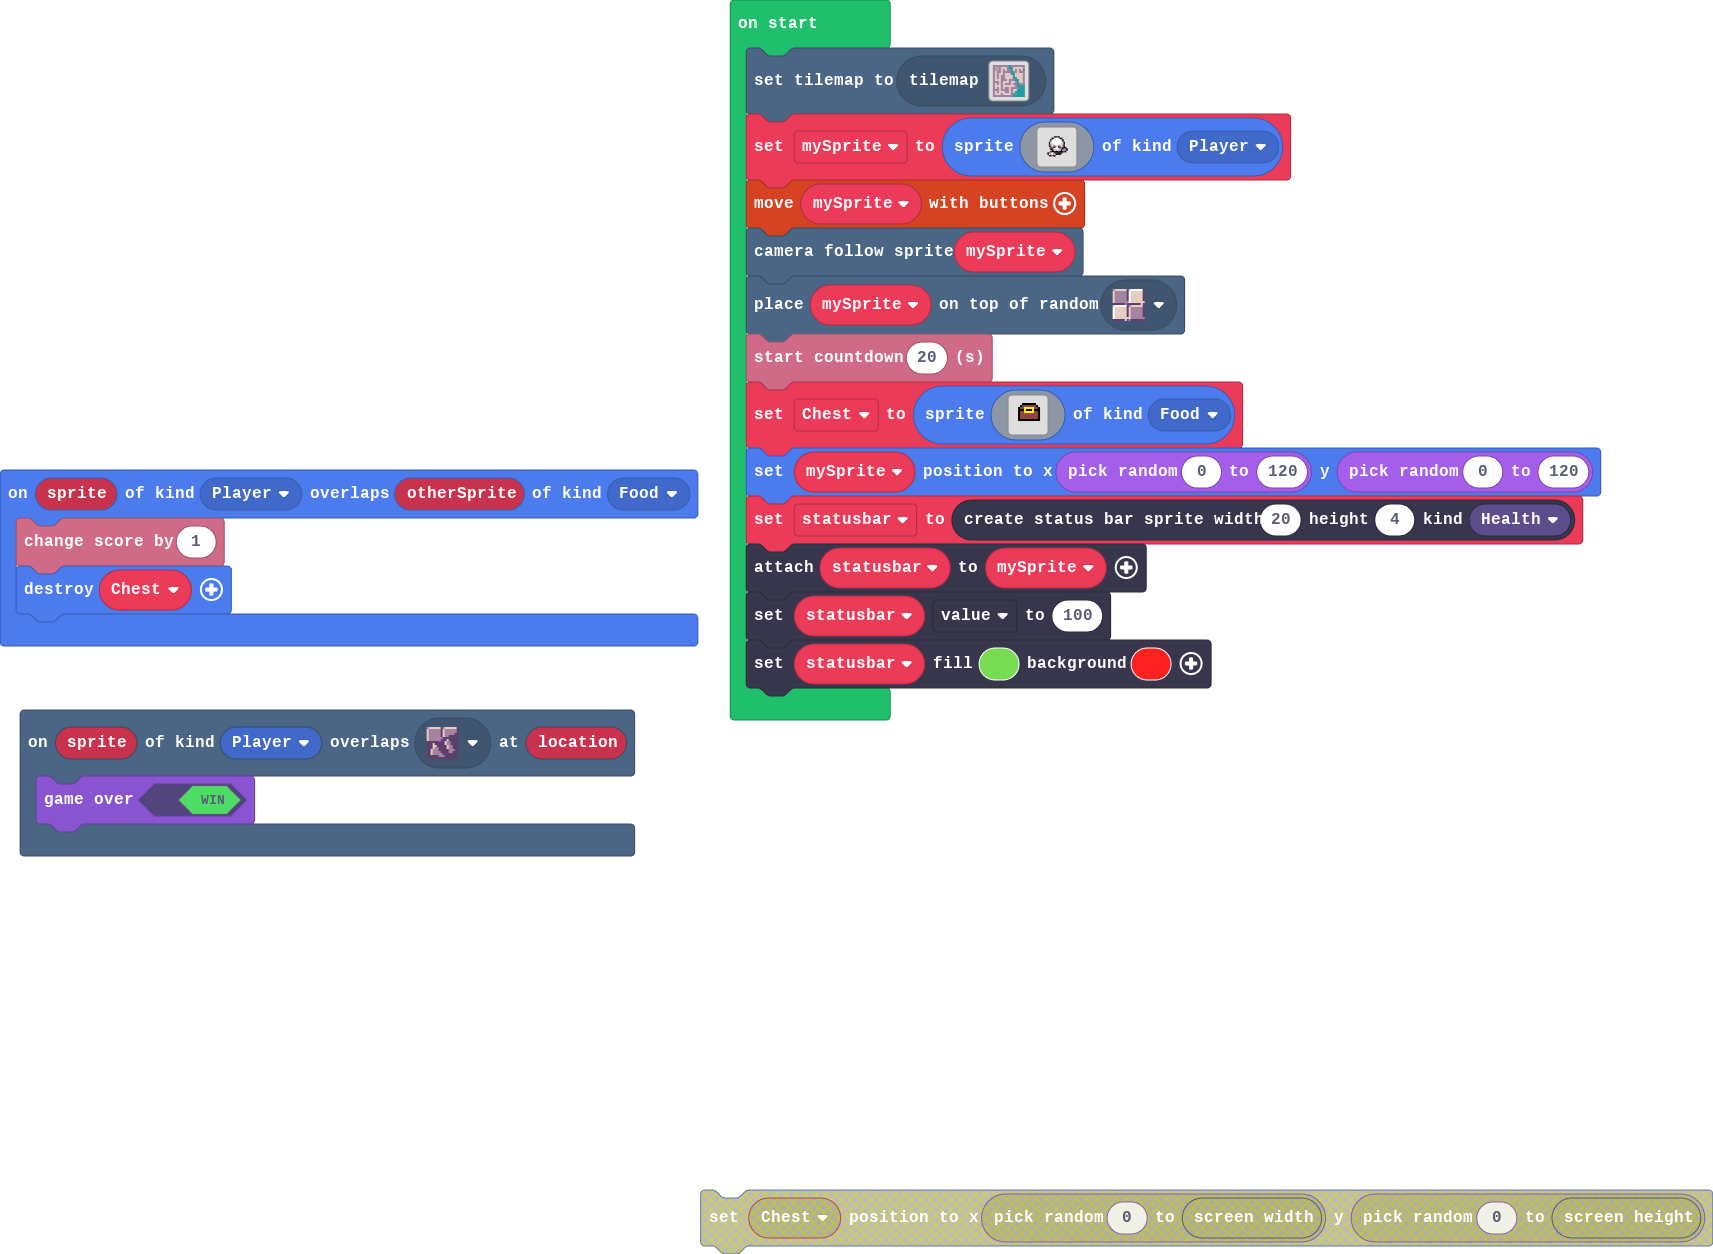 on start
set tilemap to tilemap
set mySprite to sprite of kind Player
move mySprite with buttons
camera follow sprite mySprite
place mySprite on top of random
start countdown 20 (s)
set Chest to sprite of kind Food
set mySprite position to x pick random 0 to 120 y pick random 0 to 120
set statusbar to create status bar sprite width 20 height 4 kind Health
attach statusbar to mySprite
set statusbar value to 100
set statusbar fill background
on sprite of kind Player overlaps otherSprite of kind Food
change score by 1
destroy Chest
on sprite of kind Player overlaps at location
game over WIN
set Chest position to x pick random 0 to screen width y pick random 0 to screen height